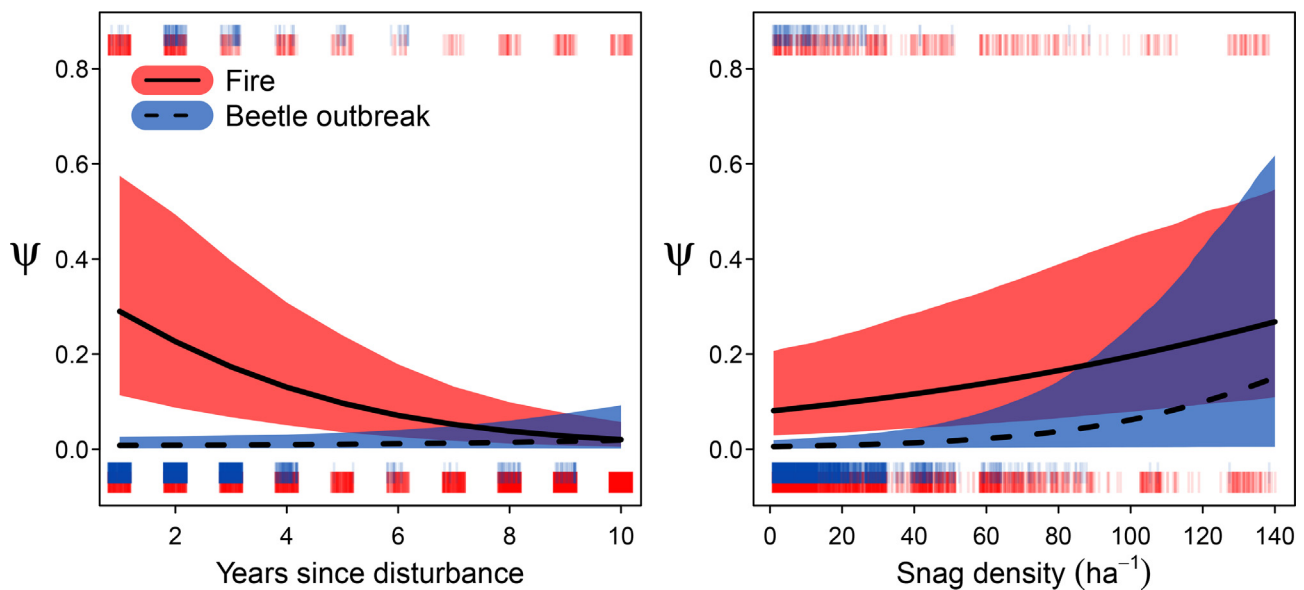 0.8
0.6
0.4
0.2
0.0
ψ
Fire
Beetle outbreak
2 4 6 8 10
Years since disturbance
0.8
0.6
0.4
0.2
0.0
ψ
0 20 40 60 80 100 120 140
Snag density (ha⁻¹)